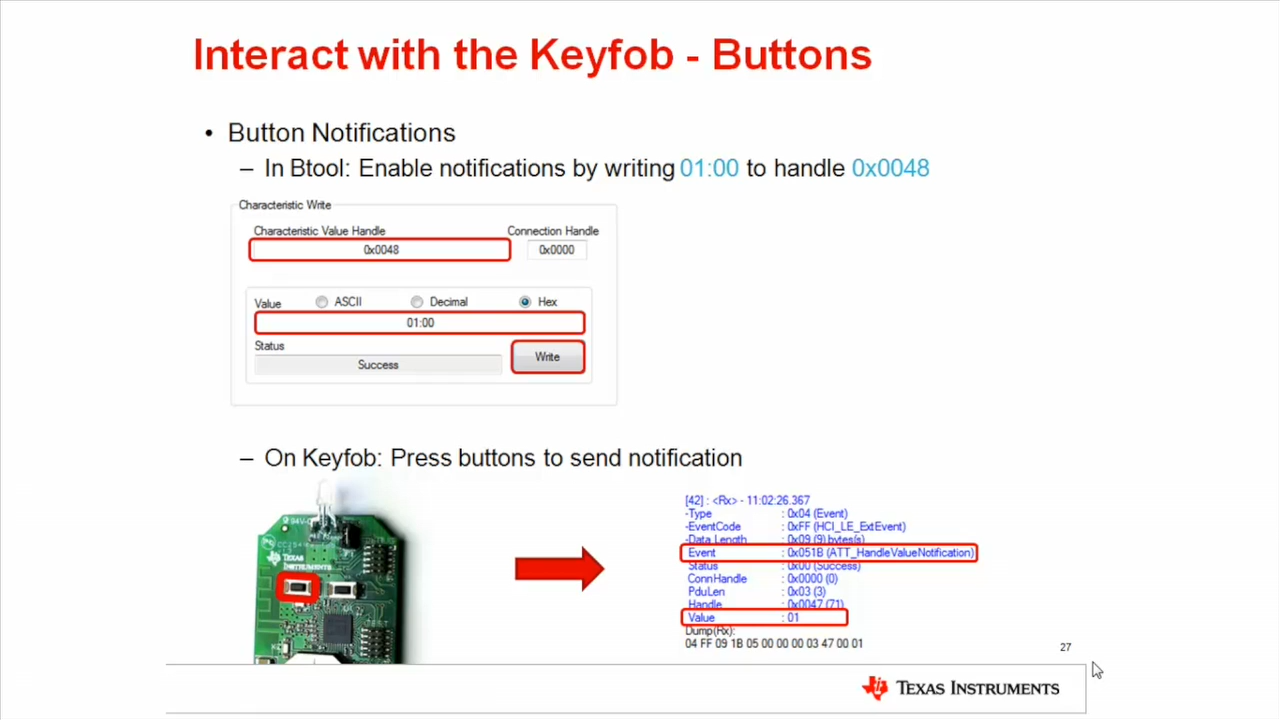 Interact with the Keyfob - Buttons
• Button Notifications
– In Btool: Enable notifications by writing 01:00 to handle 0x0048
Characteristic Write
Characteristic Value Handle Connection Handle
0x0048 0x0000
Value ASCII Decimal Hex
01:00
Status
Success
Write
– On Keyfob: Press buttons to send notification
TEXAS
INSTRUMENTS
[42] : <Rx> - 11:02:26.367
-Type : 0x04 (Event)
-EventCode : 0xFF (HCI_LE_ExtEvent)
-Data Length : 0x09 (9) bytes(s)
Event : 0x051B (ATT_HandleValueNotification)
Status : 0x00 (Success)
ConnHandle : 0x0000 (0)
PduLen : 0x03 (3)
Handle : 0x0047 (71)
Value : 01
Dump(Rx):
04 FF 09 1B 05 00 00 00 03 47 00 01
27
TEXAS INSTRUMENTS